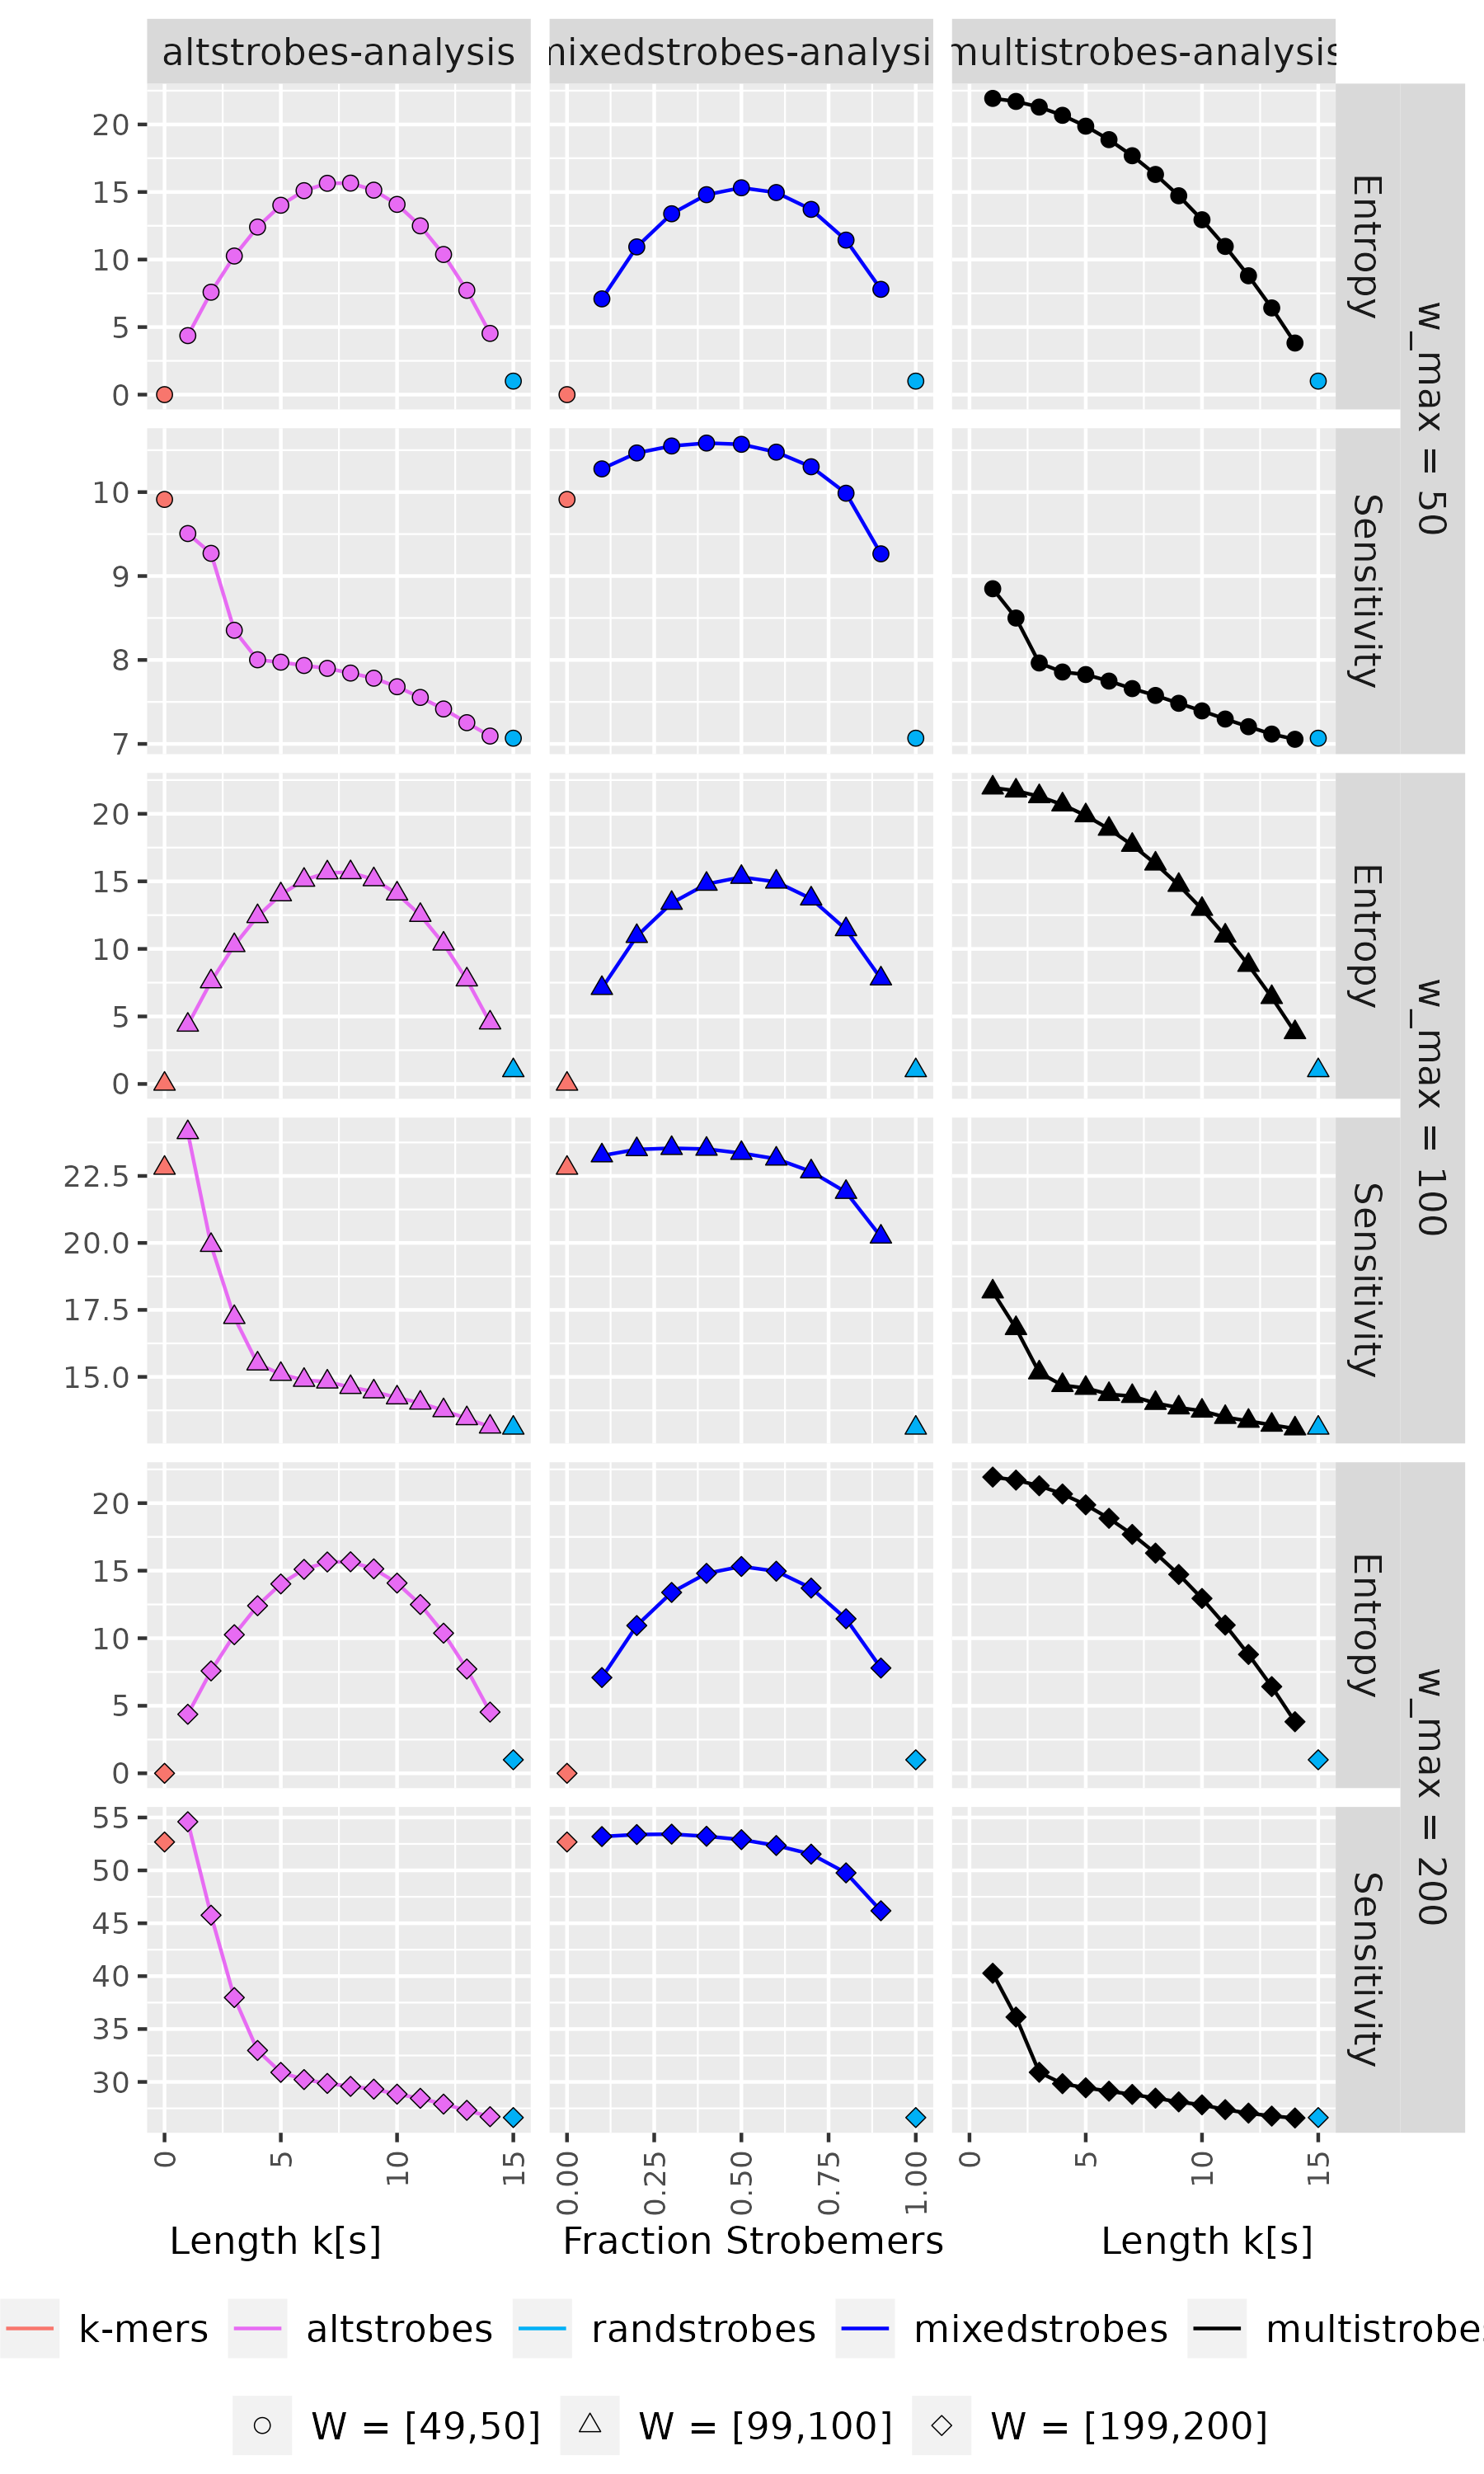 altstrobes-analysis mixedstrobes-analysi multistrobes-analysis
20
15
10
5
0
Entropy
w_max = 50
10
9
8
7
Sensitivity
20
15
10
5
0
Entropy
w_max = 100
22.5
20.0
17.5
15.0
Sensitivity
20
15
10
5
0
Entropy
w_max = 200
55
50
45
40
35
30
Sensitivity
0 5 10 15 0.00 0.25 0.50 0.75 1.00 0 5 10 15
Length k[s] Fraction Strobemers Length k[s]
k-mers altstrobes randstrobes mixedstrobes multistrobe
W = [49,50] W = [99,100] W = [199,200]